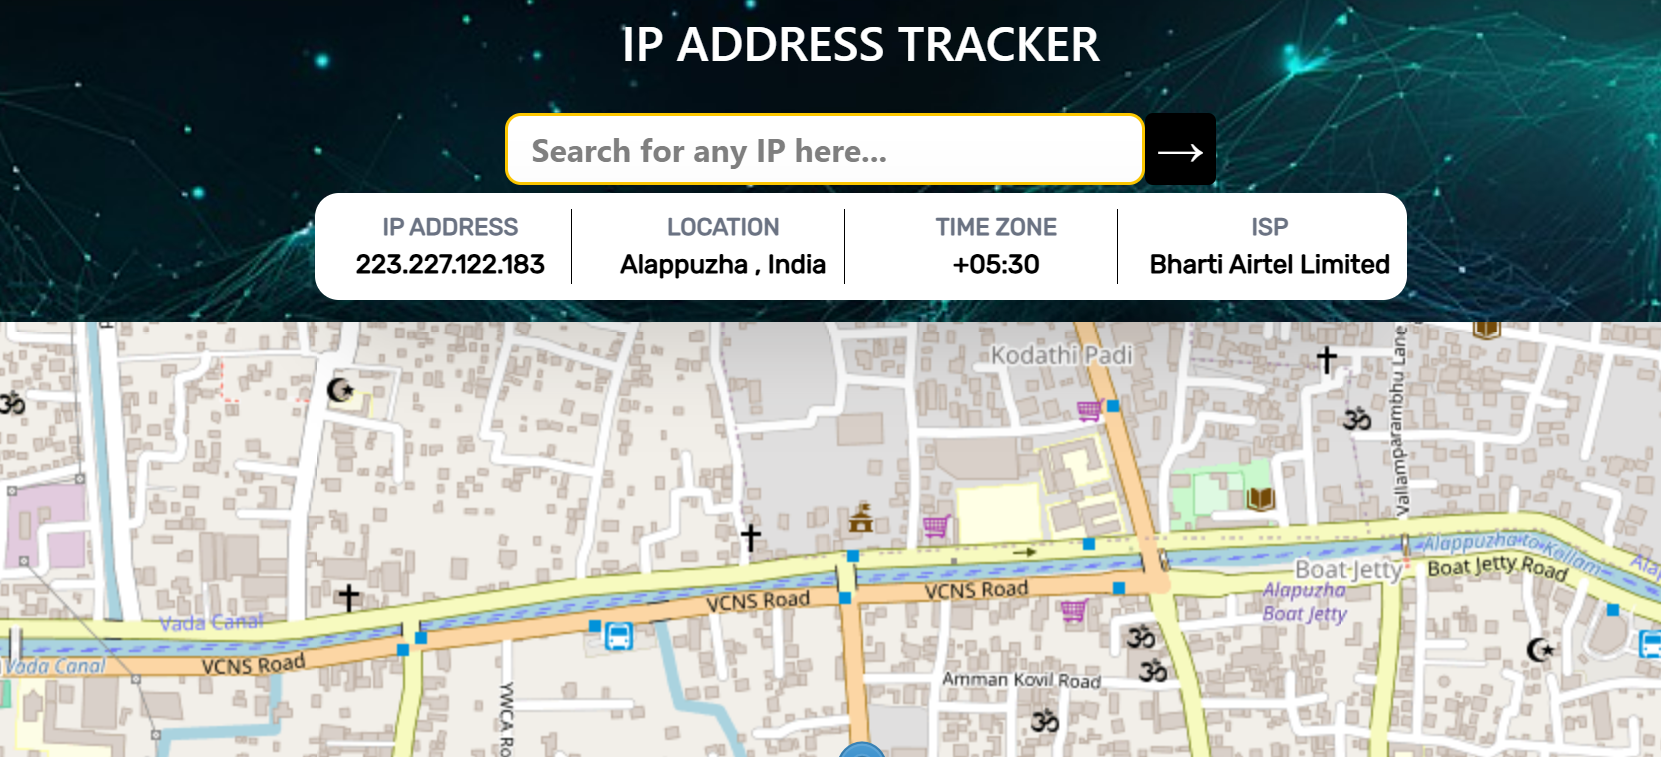 IP ADDRESS TRACKER
Search for any IP here...
IP ADDRESS
223.227.122.183
LOCATION
Alappuzha , India
TIME ZONE
+05:30
ISP
Bharti Airtel Limited
Kodathi Padi
Vallamparambhu Lane
ॐ
ॐ
Alappuzha-to-Kollam
Boat Jetty
Boat Jetty Road
Alapuzha
Boat Jetty
VCNS Road
VCNS Road
Vada Canal
VCNS Road
Vada Canal
ॐ
ॐ
Amman Kovil Road
ॐ
YWCA Ro